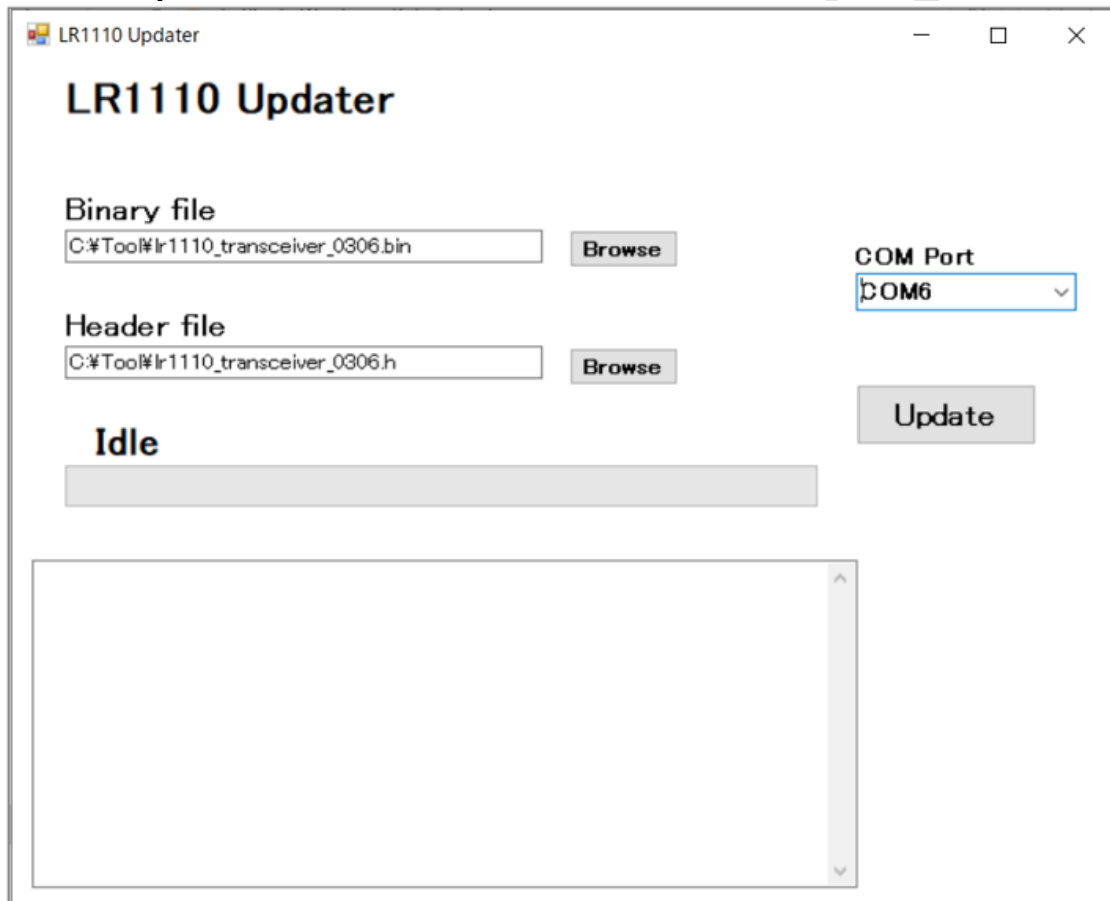 LR1110 Updater
LR1110 Updater
Binary file
C:¥Tool¥lr1110_transceiver_0306.bin
Browse
COM Port
COM6
Header file
C:¥Tool¥lr1110_transceiver_0306.h
Browse
Update
Idle